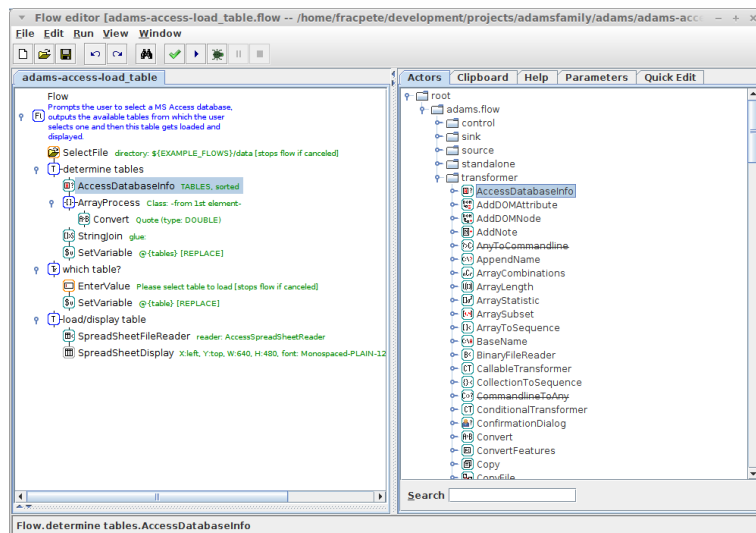 Flow editor [adams-access-load_table.flow -- /home/fracpete/development/projects/adamsfamily/adams/adams-acc
File Edit Run View Window
adams-access-load_table
Flow
Prompts the user to select a MS Access database,
outputs the available tables from which the user
selects one and then this table gets loaded and
displayed.
SelectFile directory: ${EXAMPLE_FLOWS}/data [stops flow if canceled]
determine tables
AccessDatabaseInfo TABLES, sorted
ArrayProcess Class: -from 1st element-
Convert Quote (type: DOUBLE)
StringJoin glue:
SetVariable @{tables} [REPLACE]
which table?
EnterValue Please select table to load [stops flow if canceled]
SetVariable @{table} [REPLACE]
load/display table
SpreadSheetFileReader reader: AccessSpreadSheetReader
SpreadSheetDisplay X:left, Y:top, W:640, H:480, font: Monospaced-PLAIN-12
Actors Clipboard Help Parameters Quick Edit
root
adams.flow
control
sink
source
standalone
transformer
AccessDatabaseInfo
AddDOMAttribute
AddDOMNode
AddNote
AnyToCommandline
AppendName
ArrayCombinations
ArrayLength
ArrayStatistic
ArraySubset
ArrayToSequence
BaseName
BinaryFileReader
CallableTransformer
CollectionToSequence
CommandlineToAny
ConditionalTransformer
ConfirmationDialog
Convert
ConvertFeatures
Copy
CopyFile
Search
Flow.determine tables.AccessDatabaseInfo